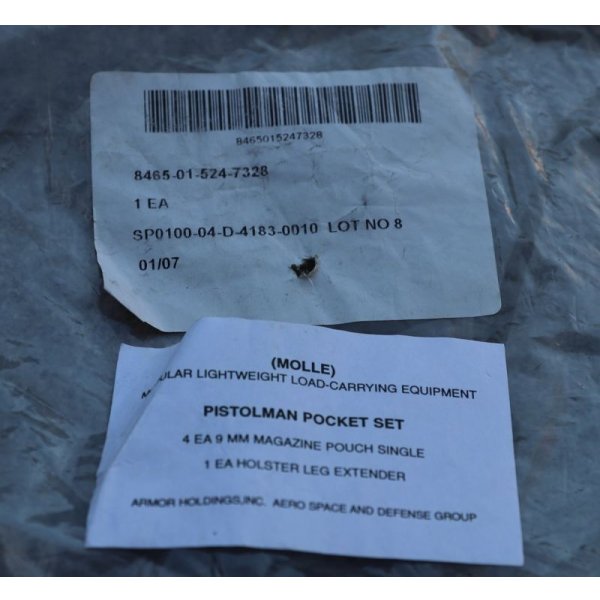 8465015247328
8465-01-524-7328
1 EA
SP0100-04-D-4183-0010 LOT NO 8
01/07
(MOLLE)
LIGHTWEIGHT LOAD-CARRYING EQUIPMENT
PISTOLMAN POCKET SET
4 EA 9 MM MAGAZINE POUCH SINGLE
1 EA HOLSTER LEG EXTENDER
ARMOR HOLDINGS,INC. AERO SPACE AND DEFENSE GROUP